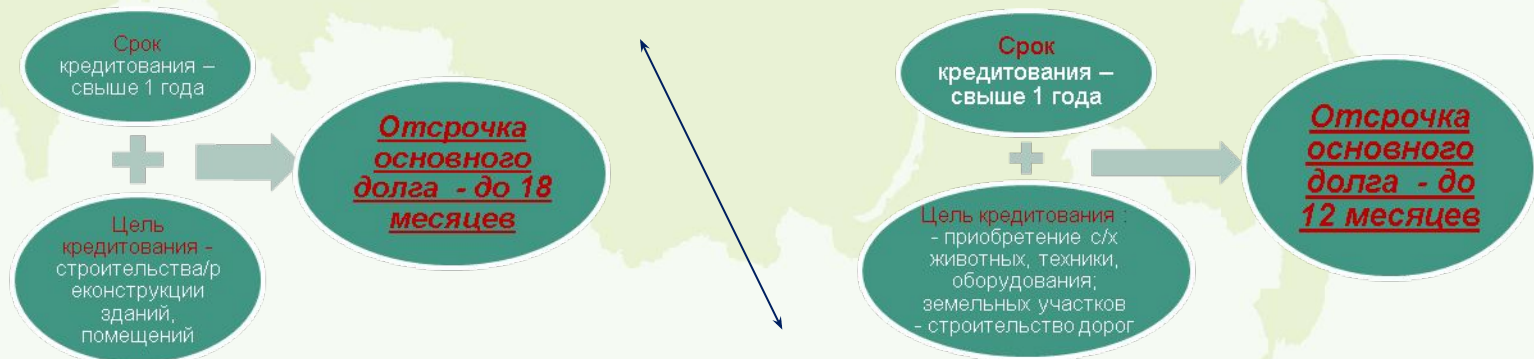 Срок
кредитования –
свыше 1 года
Цель
кредитования -
строительства/р
еконструкции
зданий,
помещений
Отсрочка
основного
долга - до 18
месяцев
Срок
кредитования –
свыше 1 года
Цель кредитования :
- приобретение с/х
животных, техники,
оборудования;
земельных участков
- строительство дорог
Отсрочка
основного
долга - до
12 месяцев